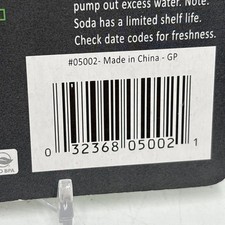 pump out excess water. Note:
Soda has a limited shelf life.
Check date codes for freshness.
#05002- Made in China - GP
0 32368 05002 1
BPA